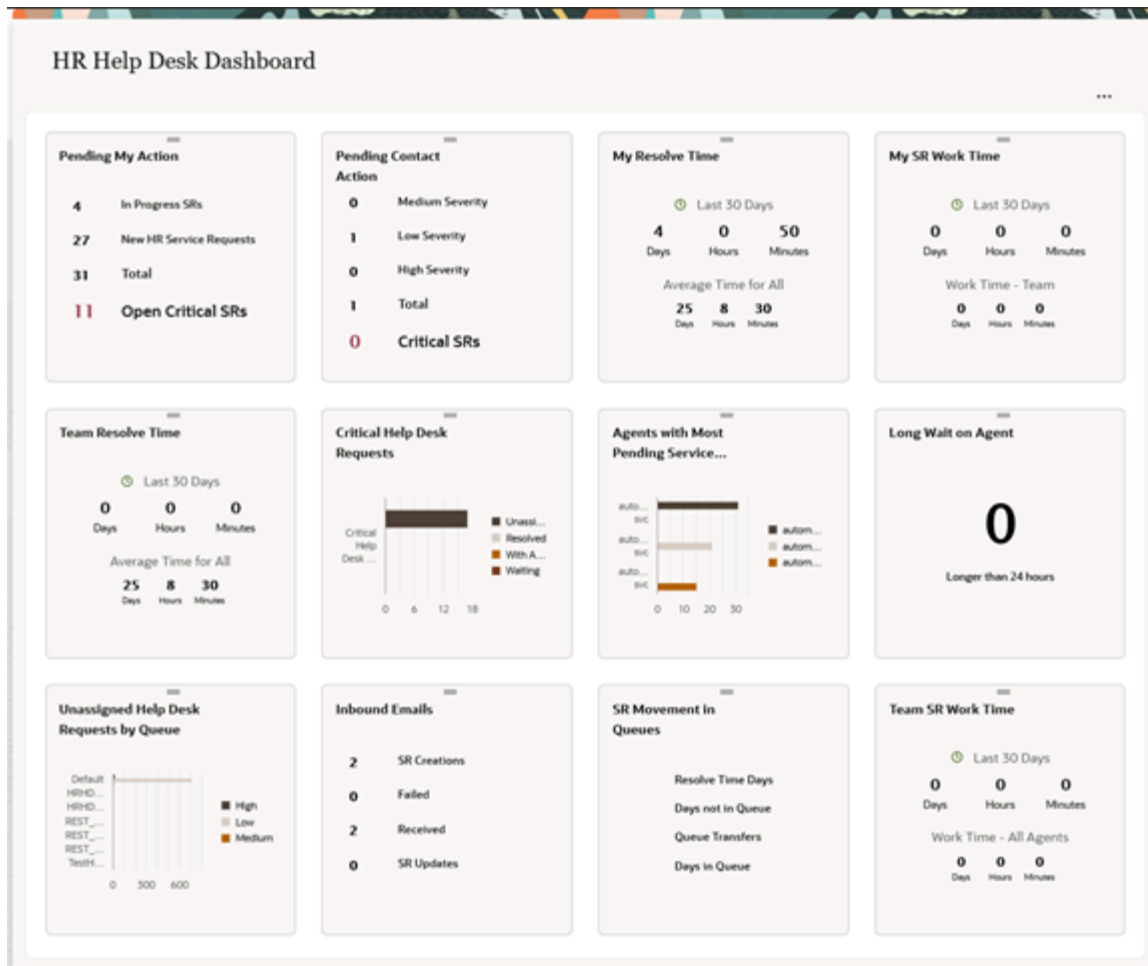 HR Help Desk Dashboard
...
Pending My Action
4 In Progress SRs
27 New HR Service Requests
31 Total
11 Open Critical SRs
Pending Contact
Action
0 Medium Severity
1 Low Severity
0 High Severity
1 Total
0 Critical SRs
My Resolve Time
Last 30 Days
4 0 50
Days Hours Minutes
Average Time for All
25 8 30
Days Hours Minutes
My SR Work Time
Last 30 Days
0 0 0
Days Hours Minutes
Work Time - Team
0 0 0
Days Hours Minutes
Team Resolve Time
Last 30 Days
0 0 0
Days Hours Minutes
Average Time for All
25 8 30
Days Hours Minutes
Critical Help Desk
Requests
Critical
Help
Desk ...
0 6 12 18
Unassi...
Resolved
With A...
Waiting
Agents with Most
Pending Service...
auto...
svc
auto...
svc
auto...
svc
0 10 20 30
autom...
autom...
autom...
Long Wait on Agent
0
Longer than 24 hours
Unassigned Help Desk
Requests by Queue
Default
HRHD...
HRHD...
REST_...
REST_...
REST_...
TestH...
0 300 600
High
Low
Medium
Inbound Emails
2 SR Creations
0 Failed
2 Received
0 SR Updates
SR Movement in
Queues
Resolve Time Days
Days not in Queue
Queue Transfers
Days in Queue
Team SR Work Time
Last 30 Days
0 0 0
Days Hours Minutes
Work Time - All Agents
0 0 0
Days Hours Minutes